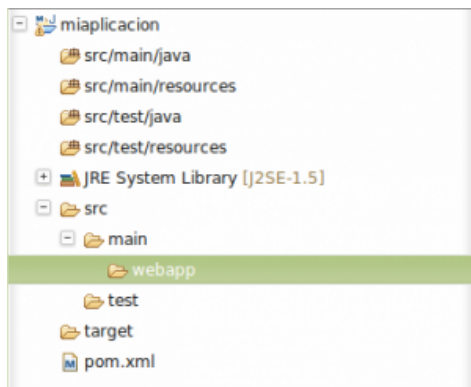 miaplicacion
src/main/java
src/main/resources
src/test/java
src/test/resources
JRE System Library [J2SE-1.5]
src
main
webapp
test
target
pom.xml